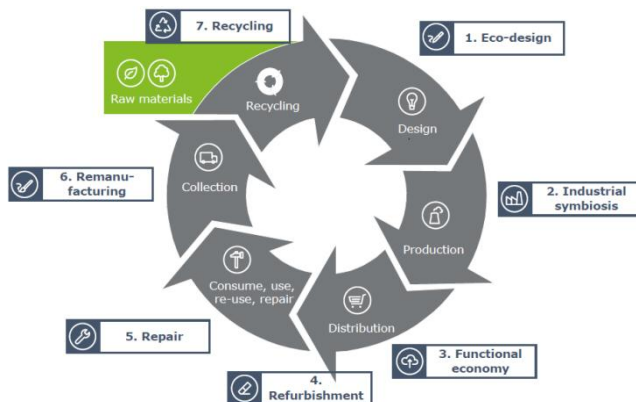 7. Recycling
1. Eco-design
Raw materials
Recycling
Design
6. Remanu-
facturing
Collection
2. Industrial
symbiosis
Production
Consume, use,
re-use, repair
Distribution
5. Repair
3. Functional
economy
4.
Refurbishment